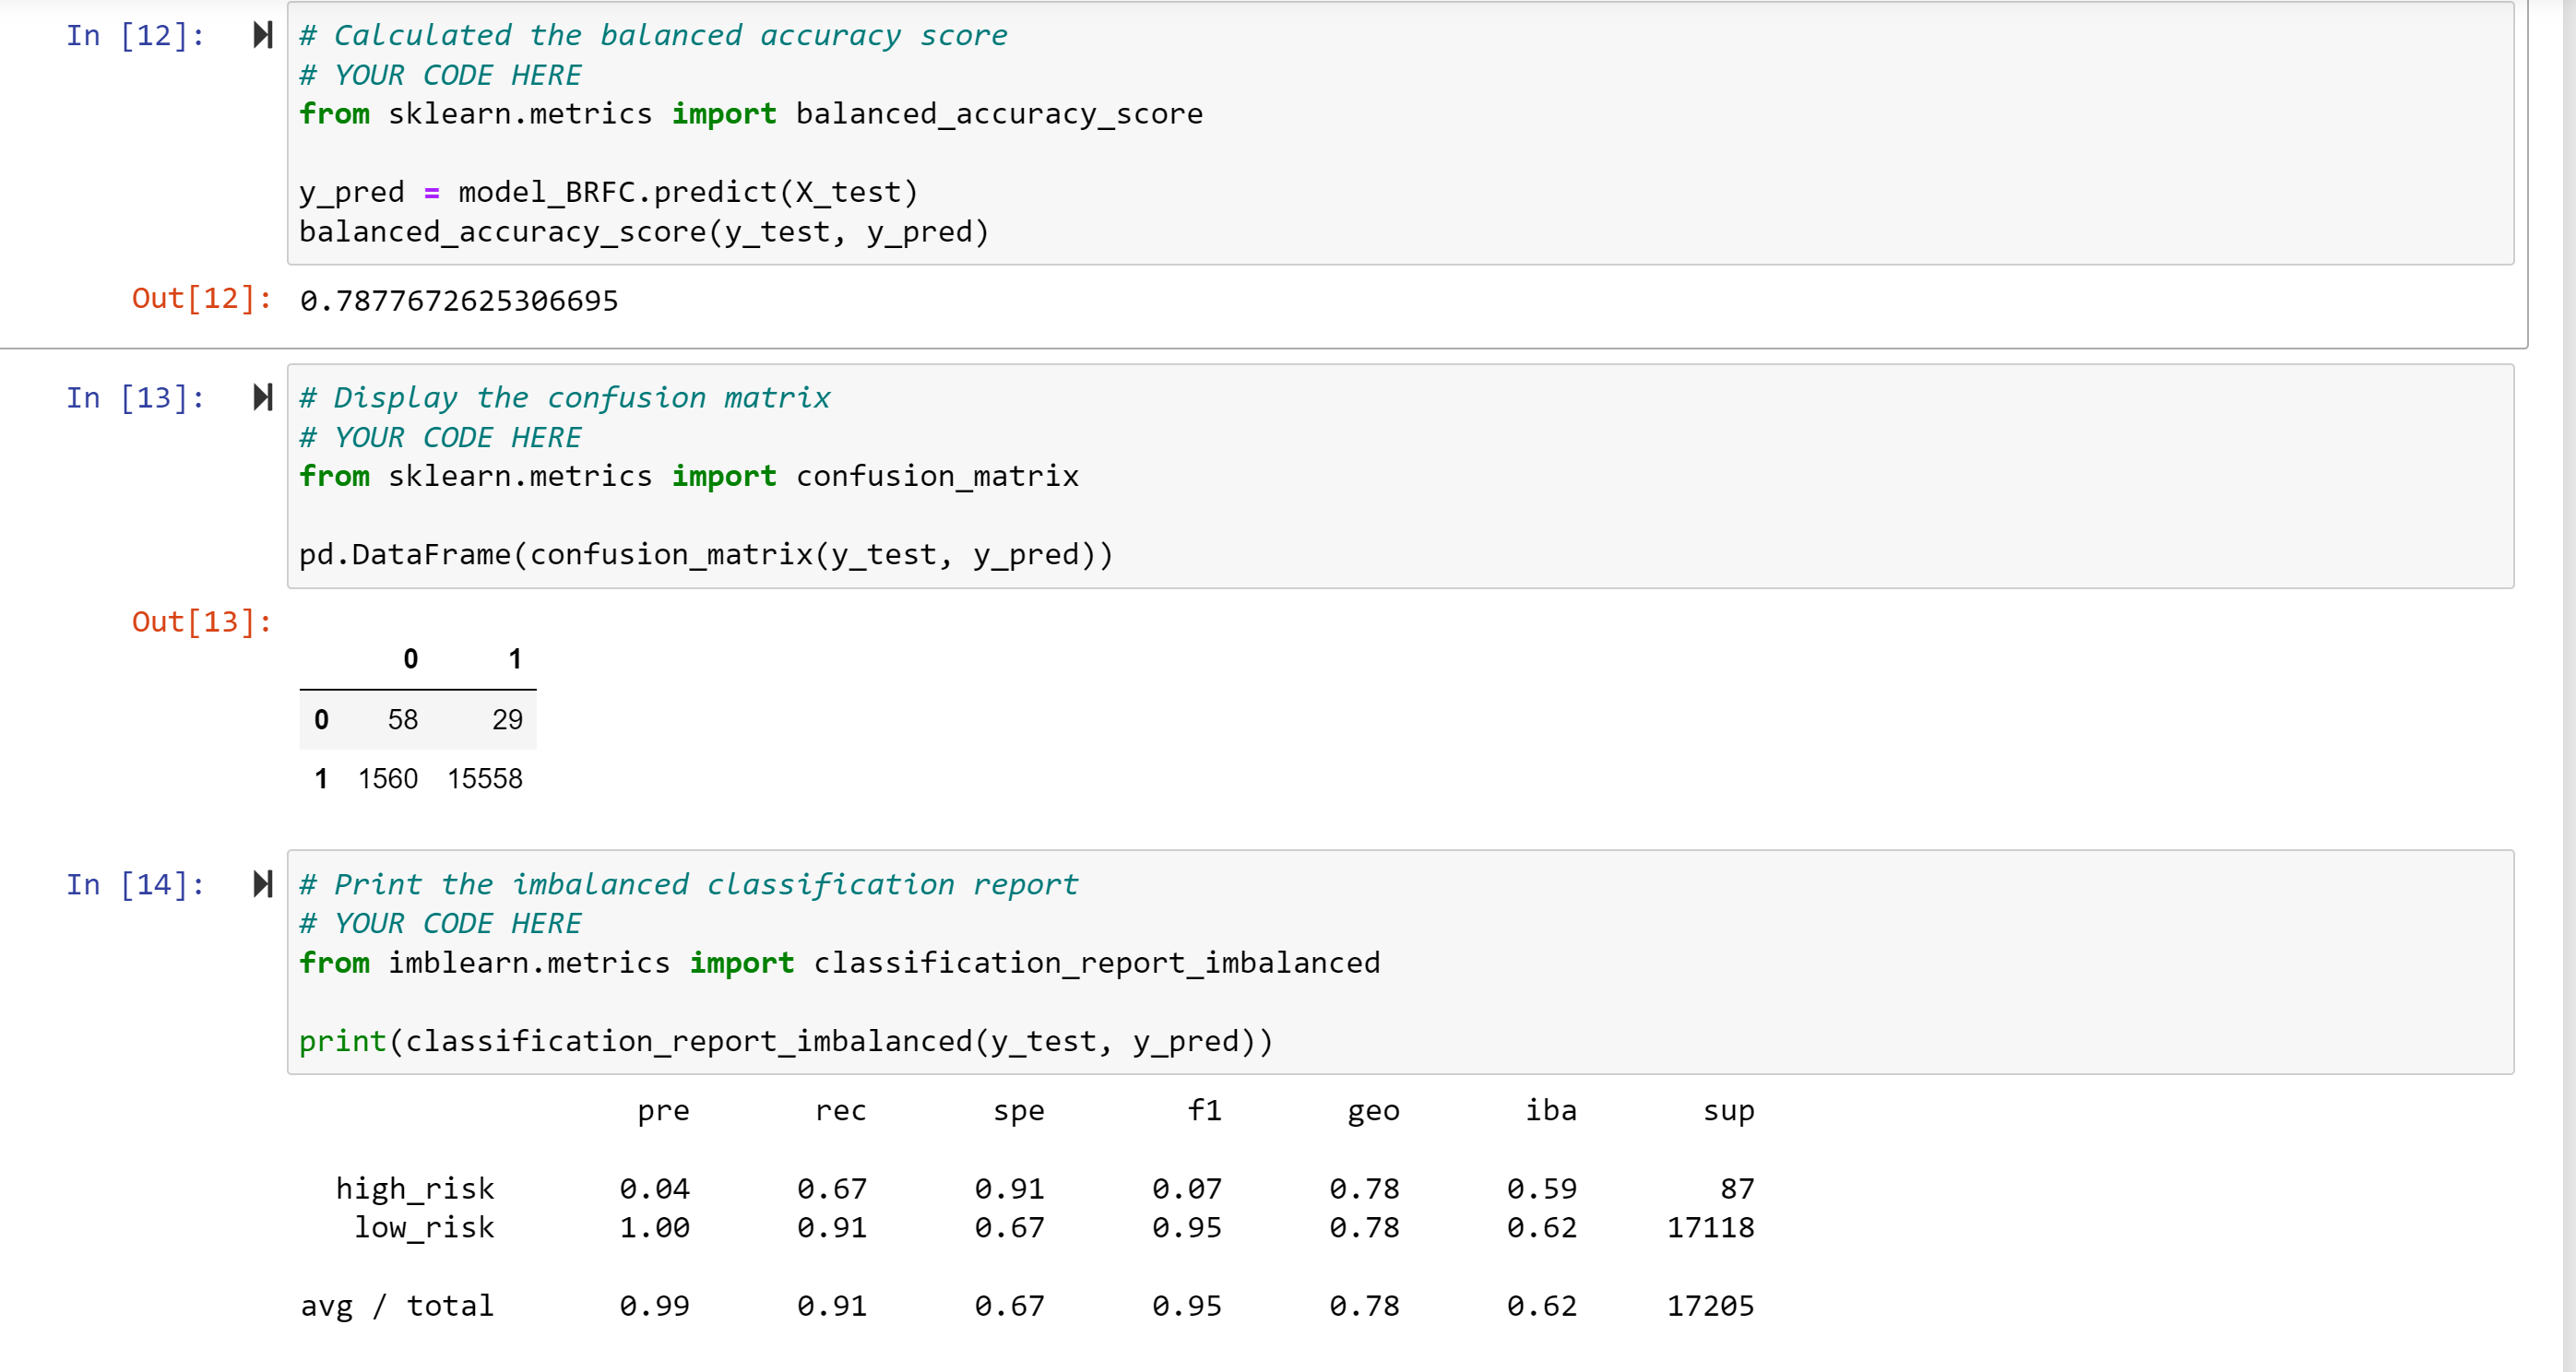 In [12]:
# Calculated the balanced accuracy score
# YOUR CODE HERE
from sklearn.metrics import balanced_accuracy_score
y_pred = model_BRFC.predict(X_test)
balanced_accuracy_score(y_test, y_pred)
Out[12]: 0.7877672625306695
In [13]:
# Display the confusion matrix
# YOUR CODE HERE
from sklearn.metrics import confusion_matrix
pd.DataFrame(confusion_matrix(y_test, y_pred))
Out[13]:
0 1
0 58 29
1 1560 15558
In [14]:
# Print the imbalanced classification report
# YOUR CODE HERE
from imblearn.metrics import classification_report_imbalanced
print(classification_report_imbalanced(y_test, y_pred))
pre rec spe f1 geo iba sup
high_risk 0.04 0.67 0.91 0.07 0.78 0.59 87
low_risk 1.00 0.91 0.67 0.95 0.78 0.62 17118
avg / total 0.99 0.91 0.67 0.95 0.78 0.62 17205